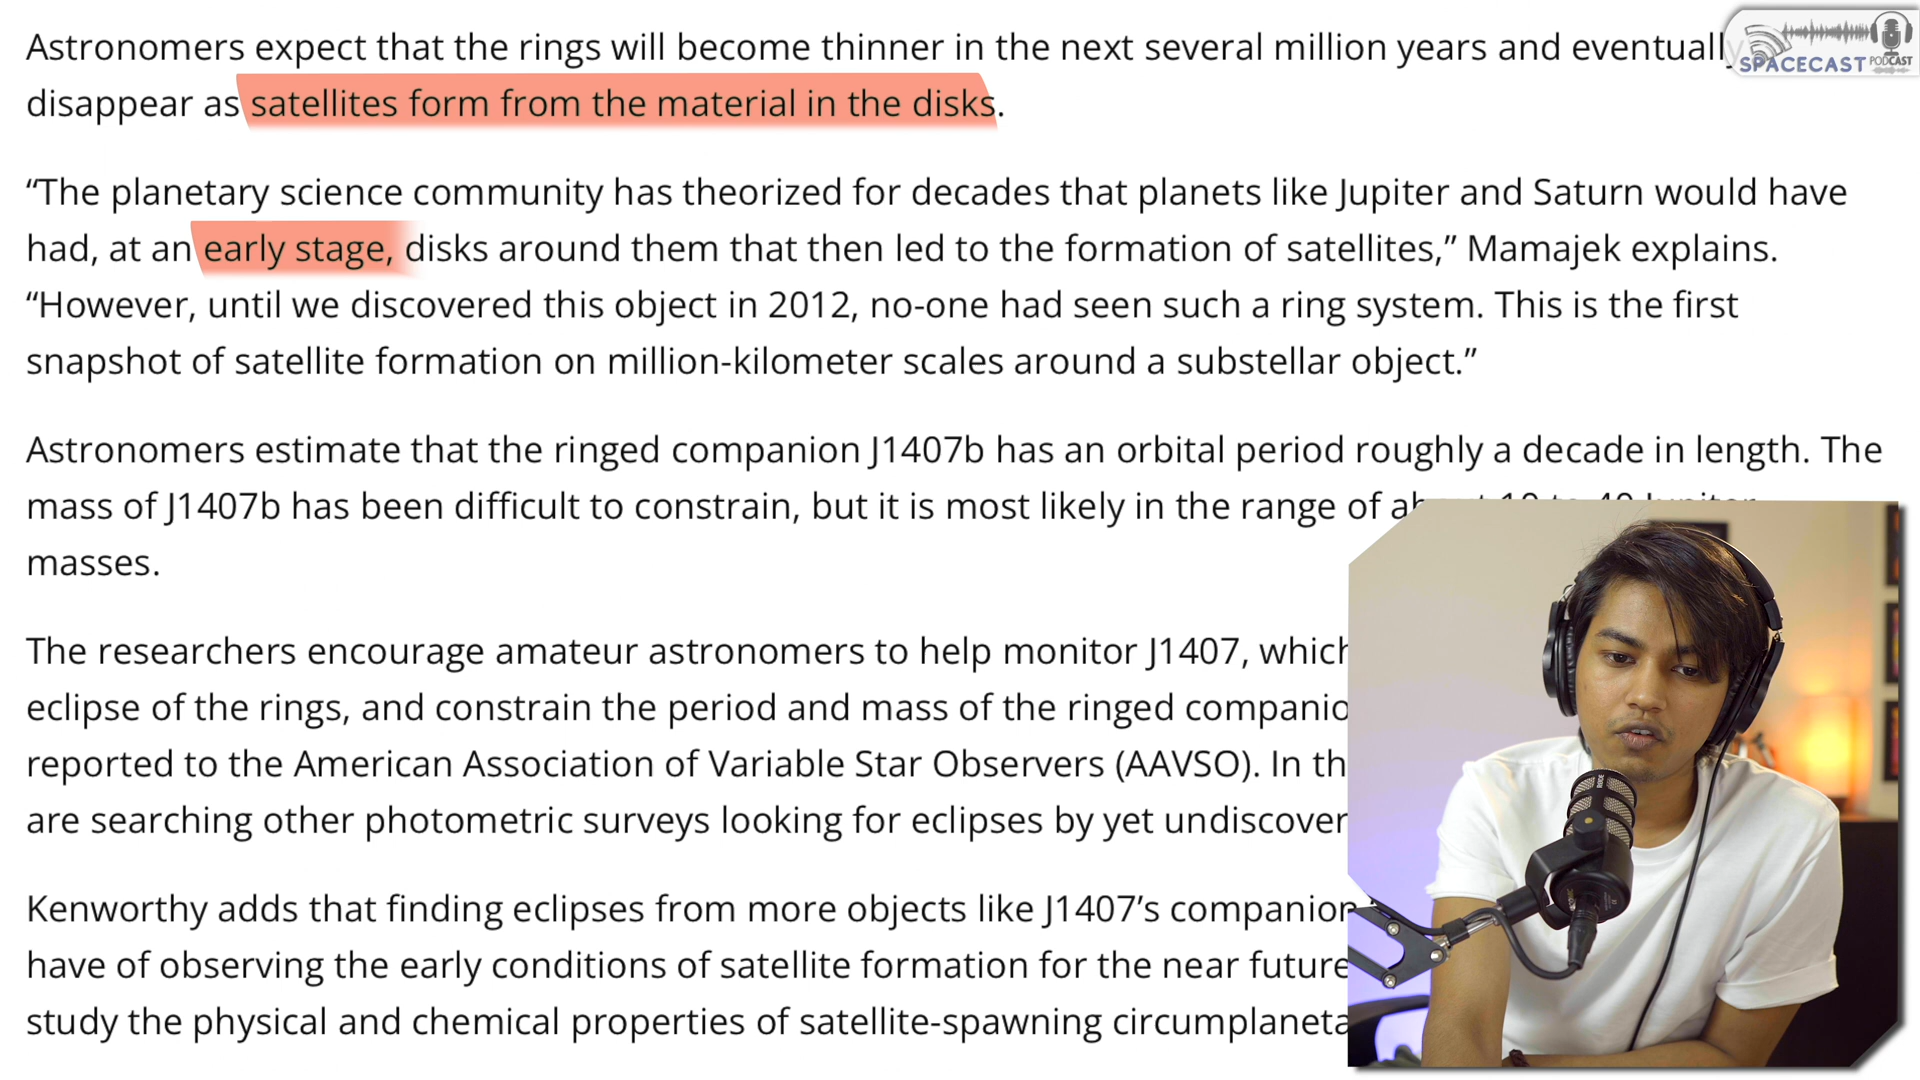 Astronomers expect that the rings will become thinner in the next several million years and eventually
disappear as satellites form from the material in the disks.
“The planetary science community has theorized for decades that planets like Jupiter and Saturn would have
had, at an early stage, disks around them that then led to the formation of satellites,” Mamajek explains.
“However, until we discovered this object in 2012, no-one had seen such a ring system. This is the first
snapshot of satellite formation on million-kilometer scales around a substellar object.”
Astronomers estimate that the ringed companion J1407b has an orbital period roughly a decade in length. The
mass of J1407b has been difficult to constrain, but it is most likely in the range of
masses.
The researchers encourage amateur astronomers to help monitor J1407, which
eclipse of the rings, and constrain the period and mass of the ringed
reported to the American Association of Variable Star Observers (AAVSO). In
are searching other photometric surveys looking for eclipses by yet
Kenworthy adds that finding eclipses from more objects like J1407’s companion
have of observing the early conditions of satellite formation for the near future
study the physical and chemical properties of satellite-spawning
SPACECAST PODCAST
RODE